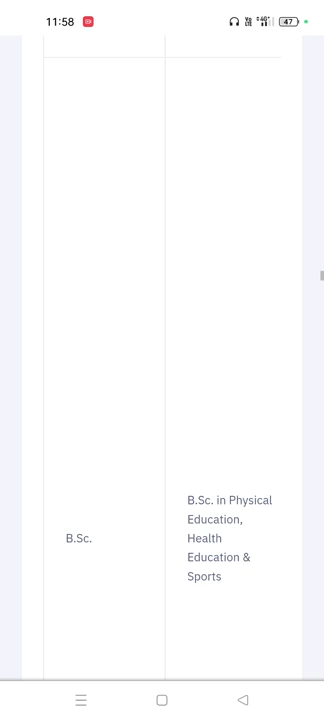 11:58
47
B.Sc. in Physical
Education,
B.Sc.
Health
Education &
Sports